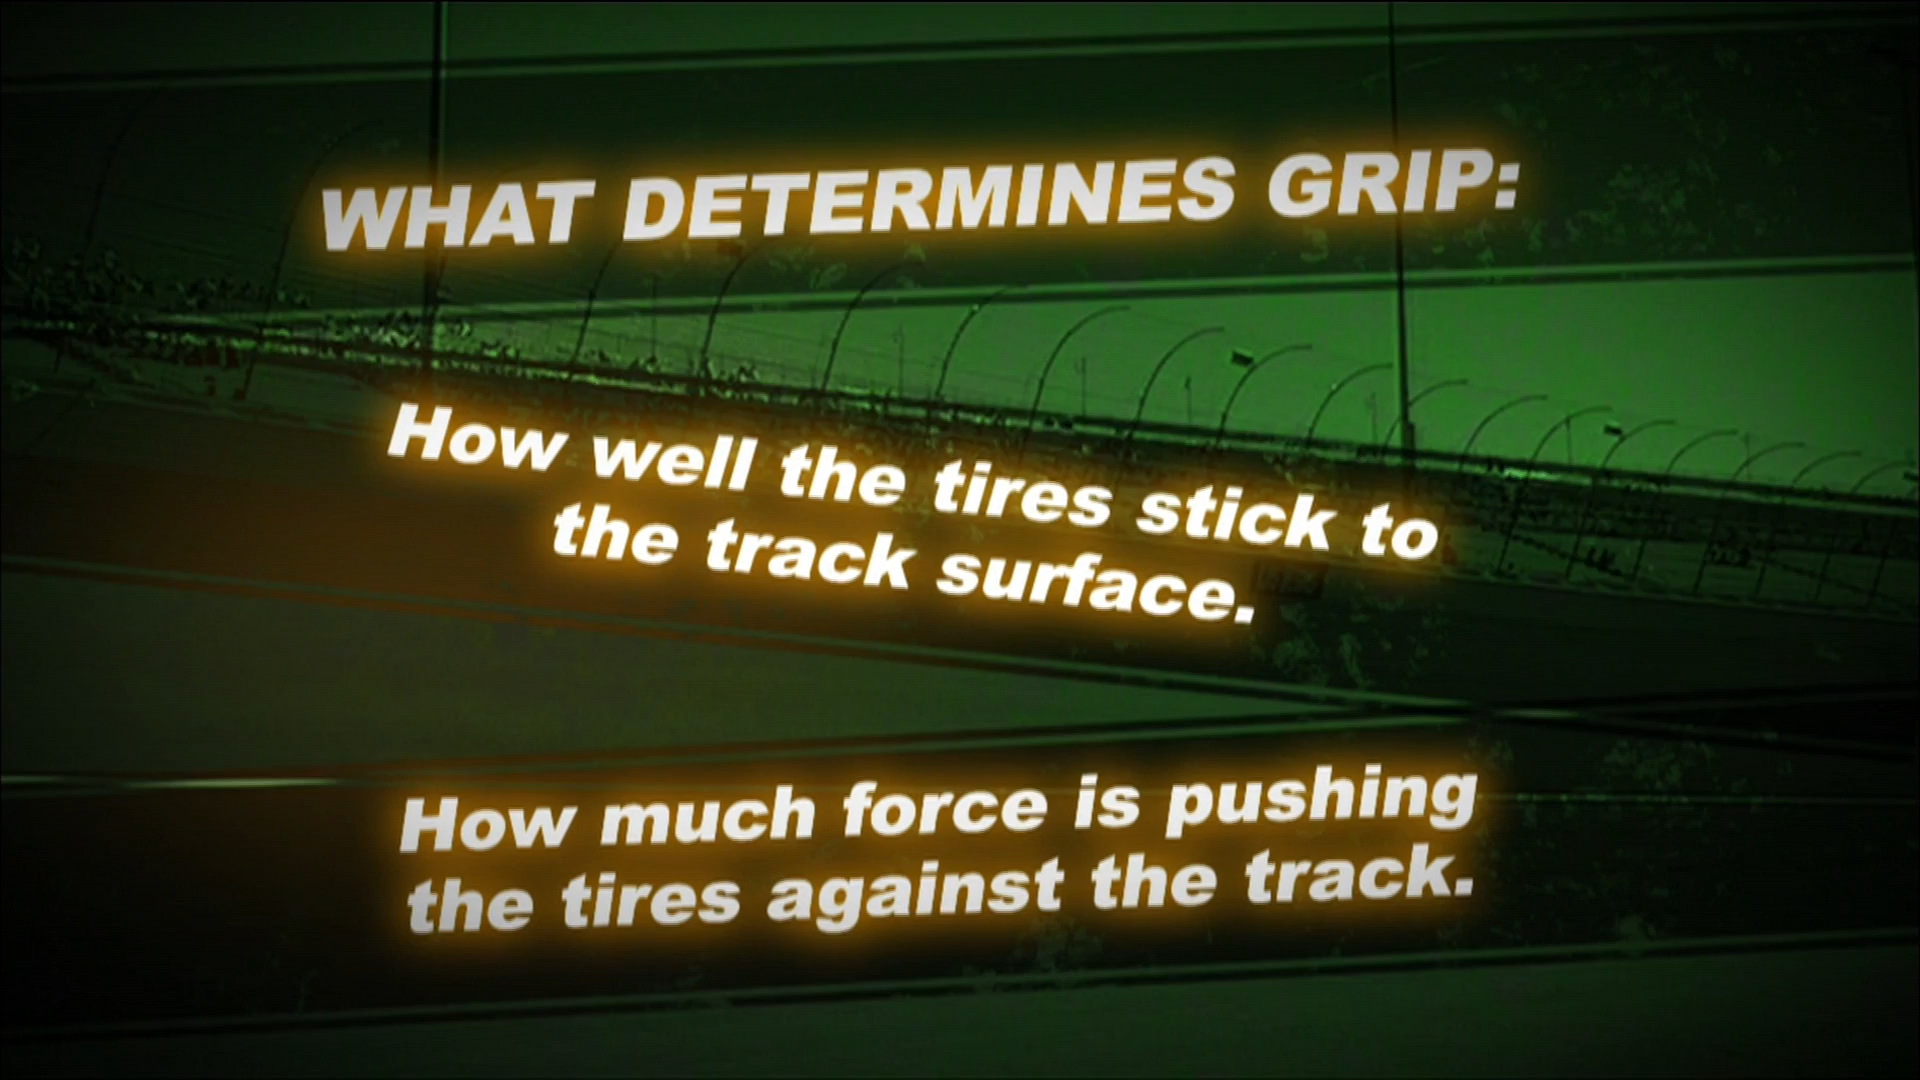 WHAT DETERMINES GRIP:
How well the tires stick to
the track surface.
How much force is pushing
the tires against the track.